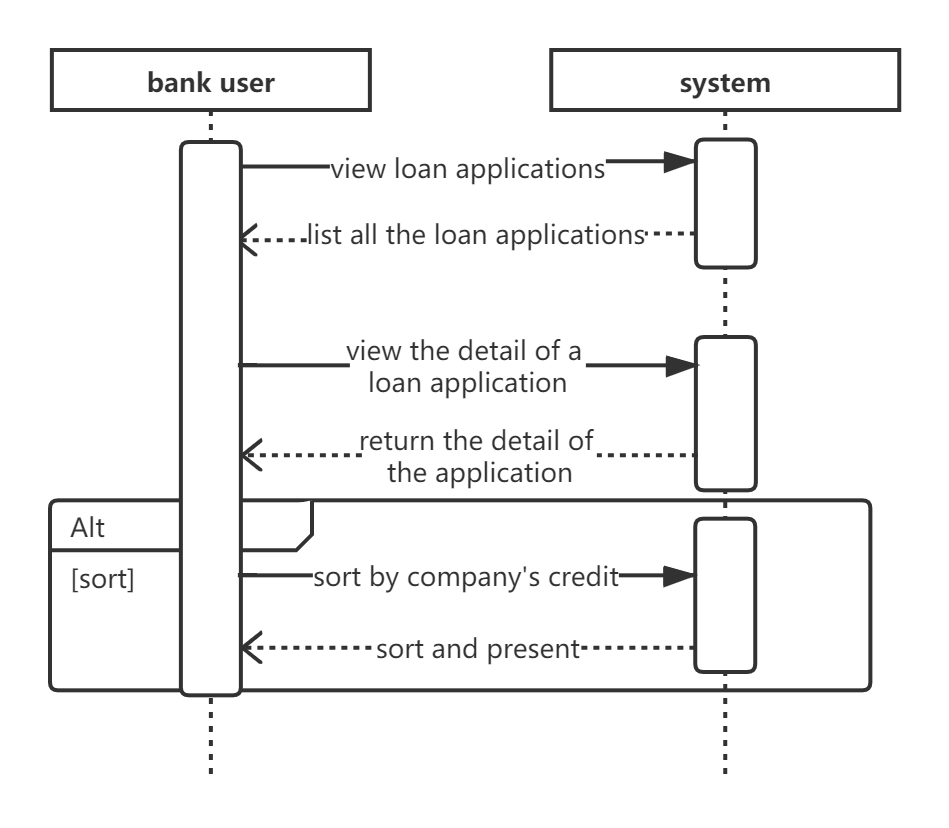 bank user
system
view loan applications
list all the loan applications
view the detail of a
loan application
return the detail of
the application
Alt
[sort]
sort by company's credit
sort and present